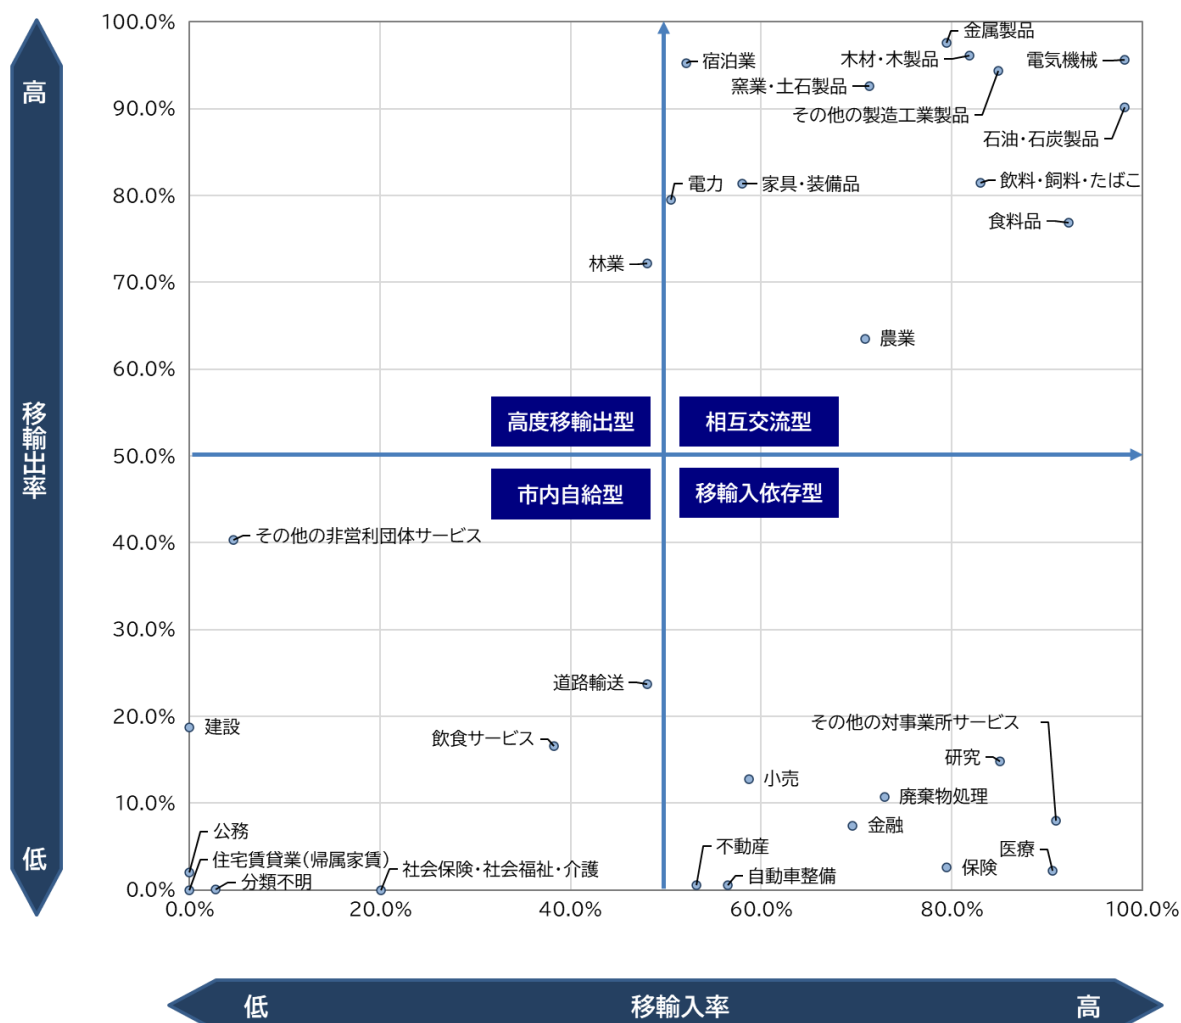 100.0%
90.0%
80.0%
70.0%
60.0%
50.0%
40.0%
30.0%
20.0%
10.0%
0.0%
高
移輸出率
低
金属製品
宿泊業
木材・木製品
電気機械
窯業・土石製品
その他の製造工業製品
石油・石炭製品
電力
家具・装備品
飲料・飼料・たばこ
食料品
林業
農業
高度移輸出型
相互交流型
市内自給型
移輸入依存型
その他の非営利団体サービス
道路輸送
建設
飲食サービス
その他の対事業所サービス
研究
小売
廃棄物処理
金融
公務
住宅賃貸業（帰属家賃）
分類不明
社会保険・社会福祉・介護
不動産
自動車整備
医療
保険
0.0%
20.0%
40.0%
60.0%
80.0%
100.0%
低
移輸入率
高